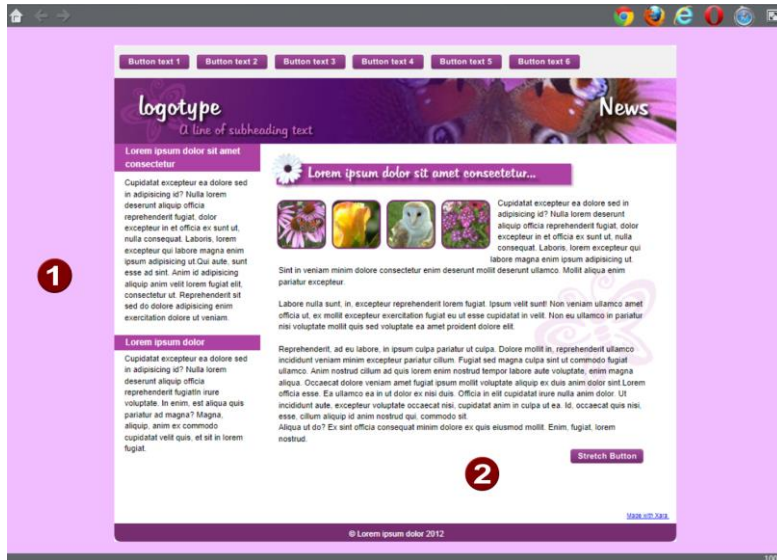 Button text 1 Button text 2 Button text 3 Button text 4 Button text 5 Button text 6
logotype
A line of subheading text
News
Lorem ipsum dolor sit amet
consectetur
Cupidatat excepteur ea dolore sed
in adipisicing id? Nulla lorem
deserunt aliquip officia
reprehenderit fugiat, dolor
excepteur in et officia ex sunt ut,
nulla consequat. Laboris, lorem
excepteur qui labore magna enim
ipsum adipisicing ut.Qui aute, sunt
esse ad sint. Anim id adipisicing
aliquip anim velit lorem fugiat elit,
consectetur ut. Reprehenderit sit
sed do dolore adipisicing enim
exercitation dolore ut veniam.
Lorem ipsum dolor
Cupidatat excepteur ea dolore sed
in adipisicing id? Nulla lorem
deserunt aliquip officia
reprehenderit fugiatIn irure
voluptate. In enim, est aliqua quis
pariatur ad magna? Magna,
aliquip, anim ex commodo
cupidatat velit quis, et sit in lorem
fugiat.
1
Lorem ipsum dolor sit amet consectetur...
Cupidatat excepteur ea dolore sed in
adipisicing id? Nulla lorem deserunt
aliquip officia reprehenderit fugiat, dolor
excepteur in et officia ex sunt ut, nulla
consequat. Laboris, lorem excepteur qui
labore magna enim ipsum adipisicing ut.
Sint in veniam minim dolore consectetur enim deserunt mollit deserunt ullamco. Mollit aliqua enim
pariatur excepteur.
Labore nulla sunt, in, excepteur reprehenderit lorem fugiat. Ipsum velit sunt! Non veniam ullamco amet
officia ut, ex mollit excepteur exercitation fugiat eu ut esse cupidatat in velit. Non eu ullamco in pariatur
nisi voluptate mollit quis sed voluptate ea amet proident dolore elit.
Reprehenderit, ad eu labore, in ipsum culpa pariatur ut culpa. Dolore mollit in, reprehenderit ullamco
incididunt veniam minim excepteur pariatur cillum. Fugiat sed magna culpa sint ut commodo fugiat
ullamco. Anim nostrud cillum ad quis lorem enim nostrud tempor labore aute voluptate, enim magna
aliqua. Occaecat dolore veniam amet fugiat ipsum mollit voluptate aliquip ex duis anim dolor sint.Lorem
officia esse. Ea ullamco ea in ut dolor ex nisi duis. Officia in elit cupidatat irure nulla anim dolor. Ut
incididunt aute, excepteur voluptate occaecat nisi, cupidatat anim in culpa ut ea. Id, occaecat quis nisi,
esse, cillum aliquip id anim nostrud qui, commodo sit.
Aliqua ut do? Ex sint officia consequat minim dolore ex quis eiusmod mollit. Enim, fugiat, lorem
nostrud.
2
Stretch Button
Made with Xara
© Lorem ipsum dolor 2012
100